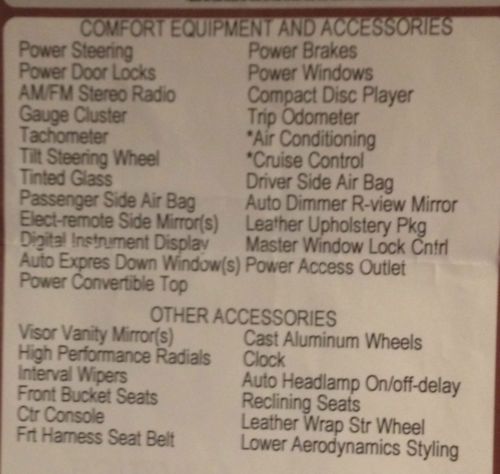 COMFORT EQUIPMENT AND ACCESSORIES
Power Steering Power Brakes
Power Door Locks Power Windows
AM/FM Stereo Radio Compact Disc Player
Gauge Cluster Trip Odometer
Tachometer *Air Conditioning
Tilt Steering Wheel *Cruise Control
Tinted Glass Driver Side Air Bag
Passenger Side Air Bag Auto Dimmer R-view Mirror
Elect-remote Side Mirror(s) Leather Upholstery Pkg
Digital Instrument Display Master Window Lock Cntrl
Auto Expres Down Window(s) Power Access Outlet
Power Convertible Top
OTHER ACCESSORIES
Visor Vanity Mirror(s) Cast Aluminum Wheels
High Performance Radials Clock
Interval Wipers Auto Headlamp On/off-delay
Front Bucket Seats Reclining Seats
Ctr Console Leather Wrap Str Wheel
Frt Harness Seat Belt Lower Aerodynamics Styling